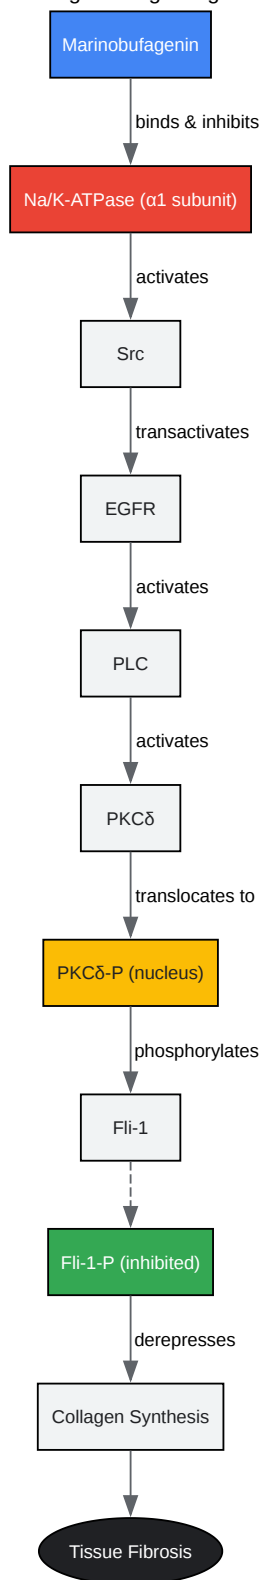 Marinobufagenin
binds & inhibits
Na/K-ATPase (α1 subunit)
activates
Src
transactivates
EGFR
activates
PLC
activates
PKCδ
translocates to
PKCδ-P (nucleus)
phosphorylates
Fli-1
Fli-1-P (inhibited)
derepresses
Collagen Synthesis
Tissue Fibrosis